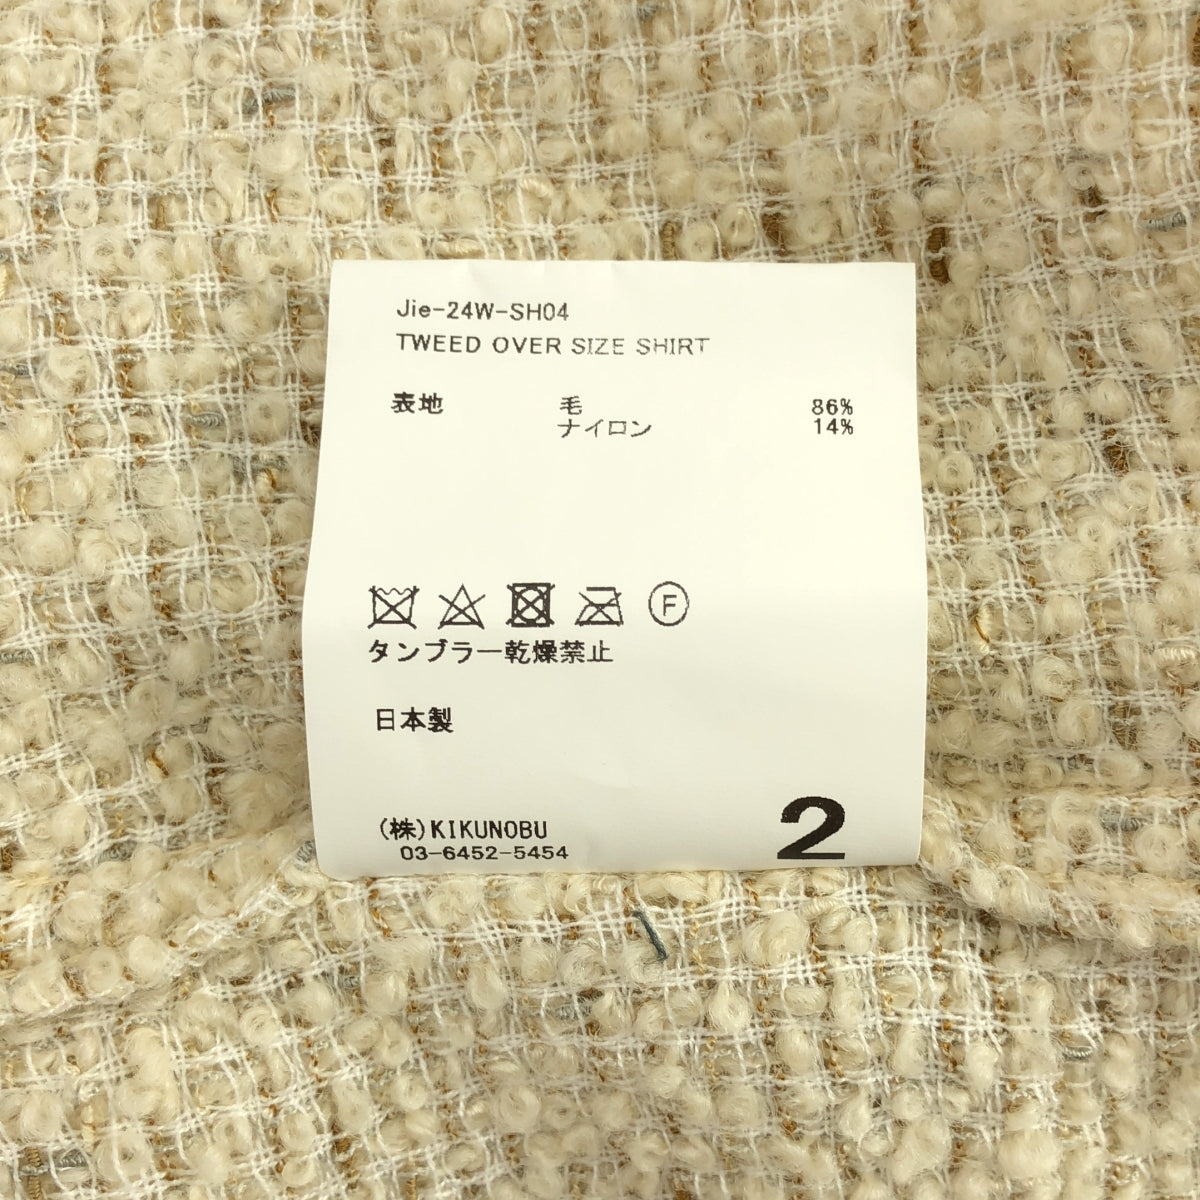 Jie-24W-SH04
TWEED OVER SIZE SHIRT
表地 毛 86%
ナイロン 14%
F
タンブラー乾燥禁止
日本製
(株)KIKUNOBU
03-6452-5454
2